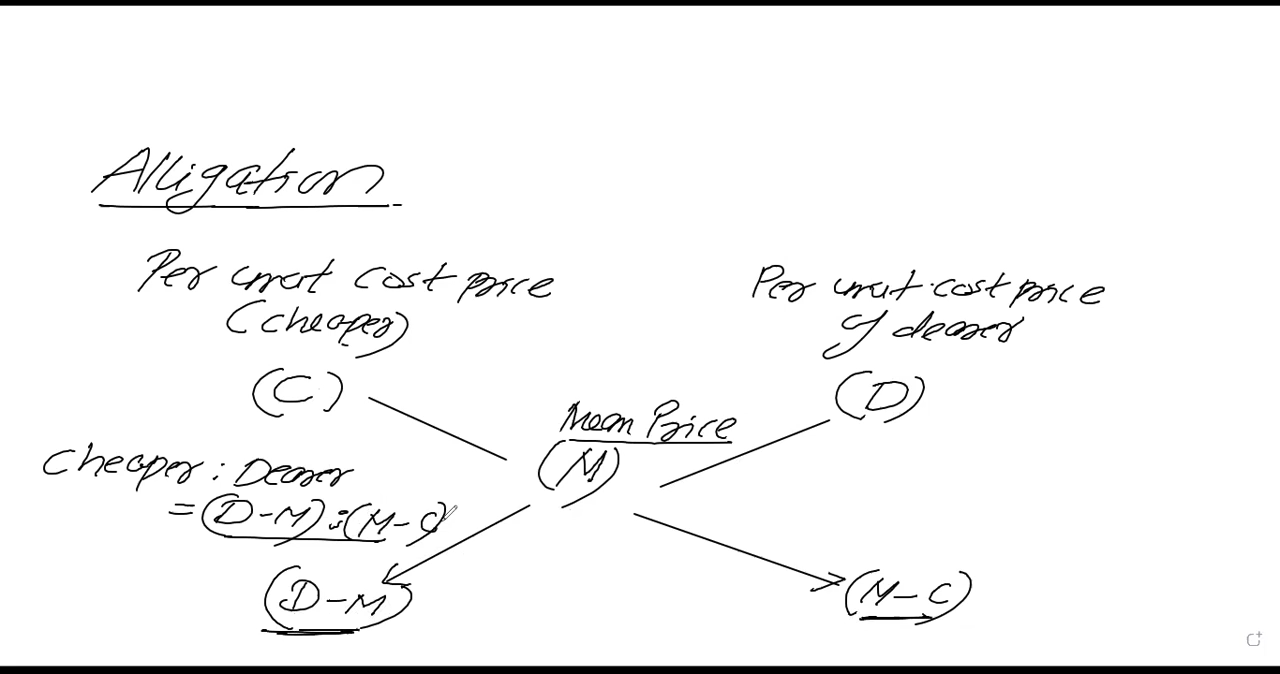 Alligation
Per unit cost price
(cheaper)
Per unit cost price
of dearer
(C)
(D)
Mean Price
(M)
Cheaper : Dearer
= (D-M) : (M-C)
(D-M)
(M-C)